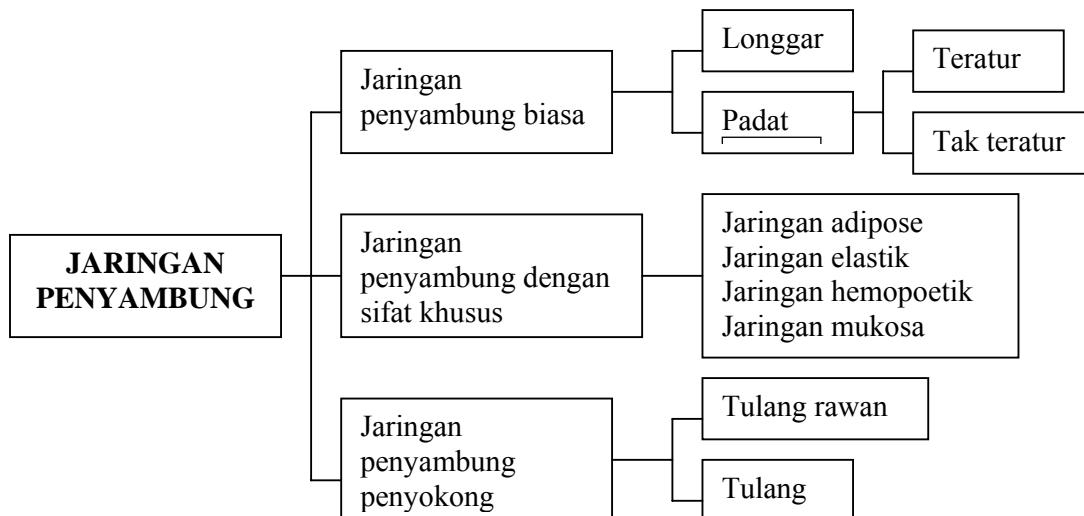 JARINGAN
PENYAMBUNG
Jaringan
penyambung biasa
Longgar
Padat
Teratur
Tak teratur
Jaringan
penyambung dengan
sifat khusus
Jaringan adipose
Jaringan elastik
Jaringan hemopoetik
Jaringan mukosa
Jaringan
penyambung
penyokong
Tulang rawan
Tulang